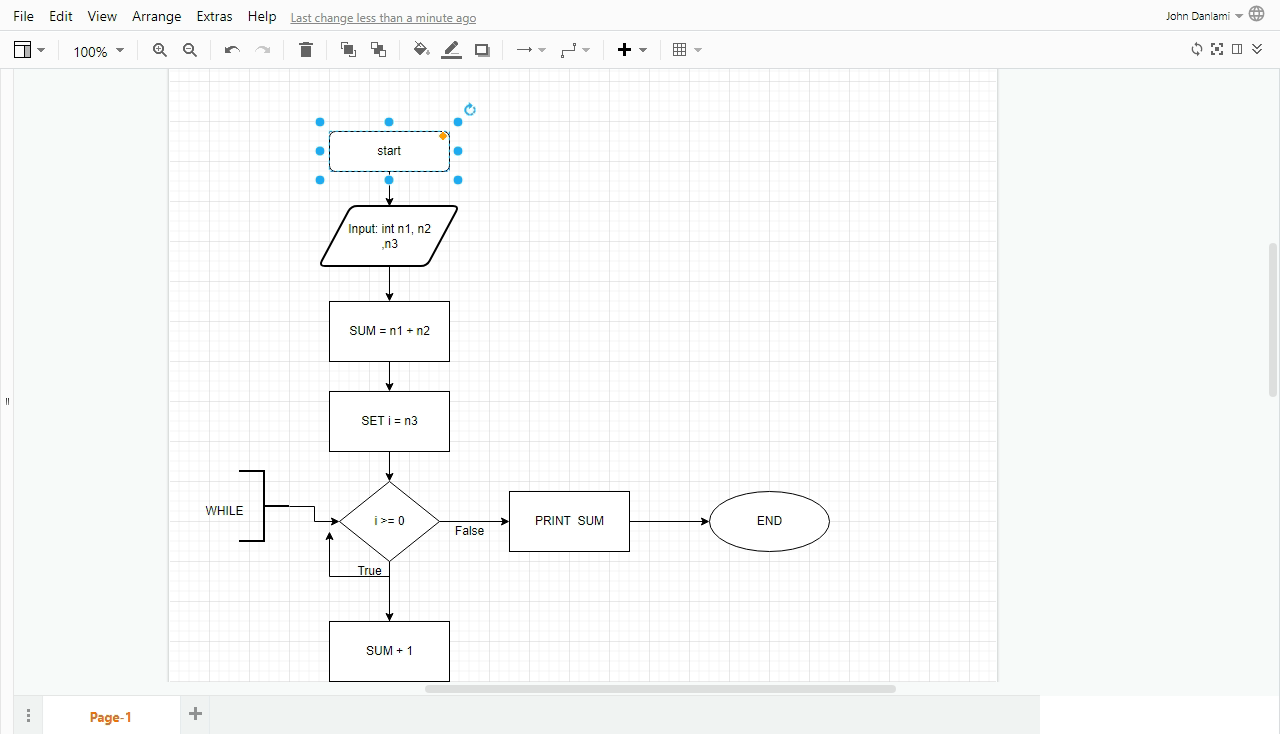 File Edit View Arrange Extras Help Last change less than a minute ago John Danlami
100%
start
Input: int n1, n2
,n3
SUM = n1 + n2
SET i = n3
WHILE
i >= 0
False
PRINT SUM
END
True
SUM + 1
Page-1